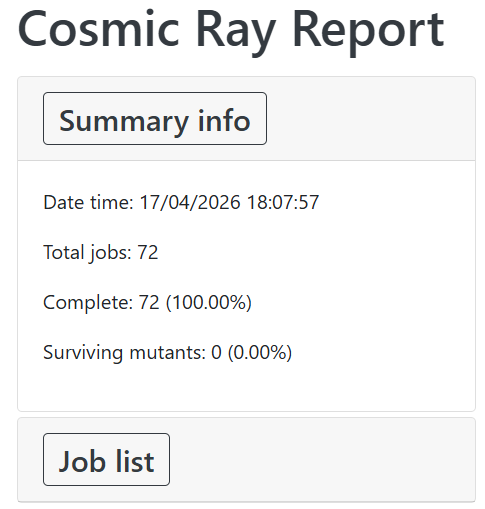 Cosmic Ray Report
Summary info
Date time: 17/04/2026 18:07:57
Total jobs: 72
Complete: 72 (100.00%)
Surviving mutants: 0 (0.00%)
Job list